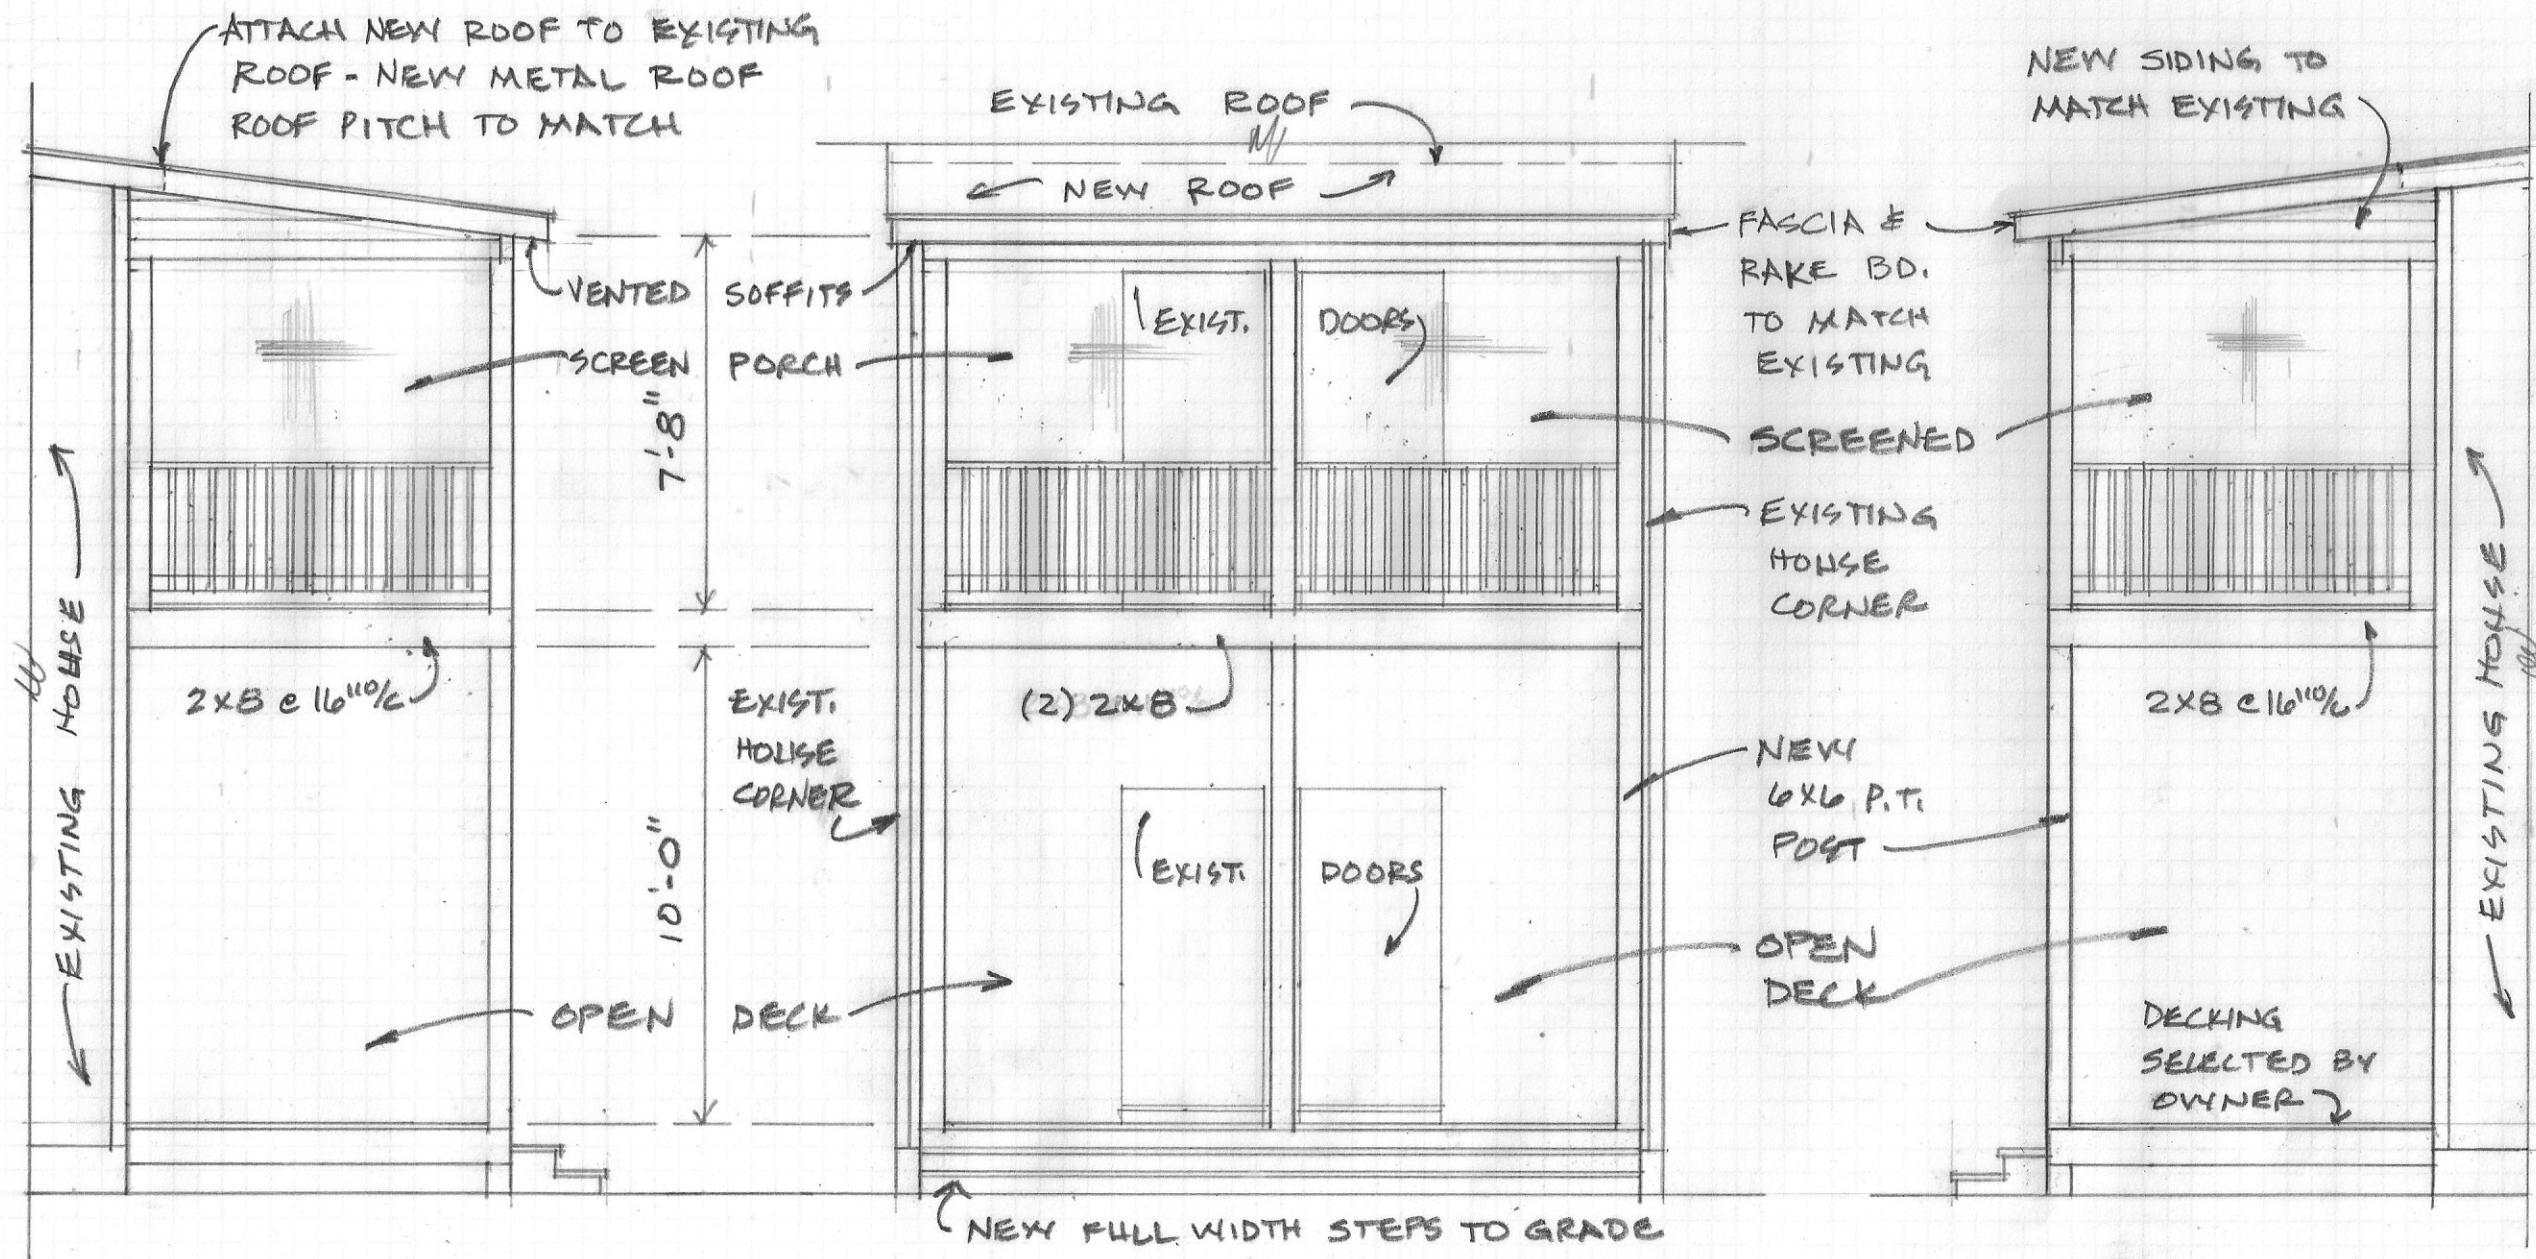 ATTACH NEW ROOF TO EXISTING
ROOF - NEW METAL ROOF
ROOF PITCH TO MATCH
EXISTING ROOF
NEW ROOF
NEW SIDING TO
MATCH EXISTING
VENTED SOFFITS
SCREEN PORCH
7'-8"
EXIST. DOORS
FASCIA &
RAKE BD.
TO MATCH
EXISTING
SCREENED
EXISTING
HOUSE
CORNER
EXISTING HOUSE
2x8 @ 16" O/C
EXIST.
HOUSE
CORNER
(2) 2x8
NEW
6x6 P.T.
POST
2x8 @ 16" O/C
EXISTING HOUSE
10'-0"
EXIST. DOORS
OPEN DECK
OPEN
DECK
DECKING
SELECTED BY
OWNER
NEW FULL WIDTH STEPS TO GRADE